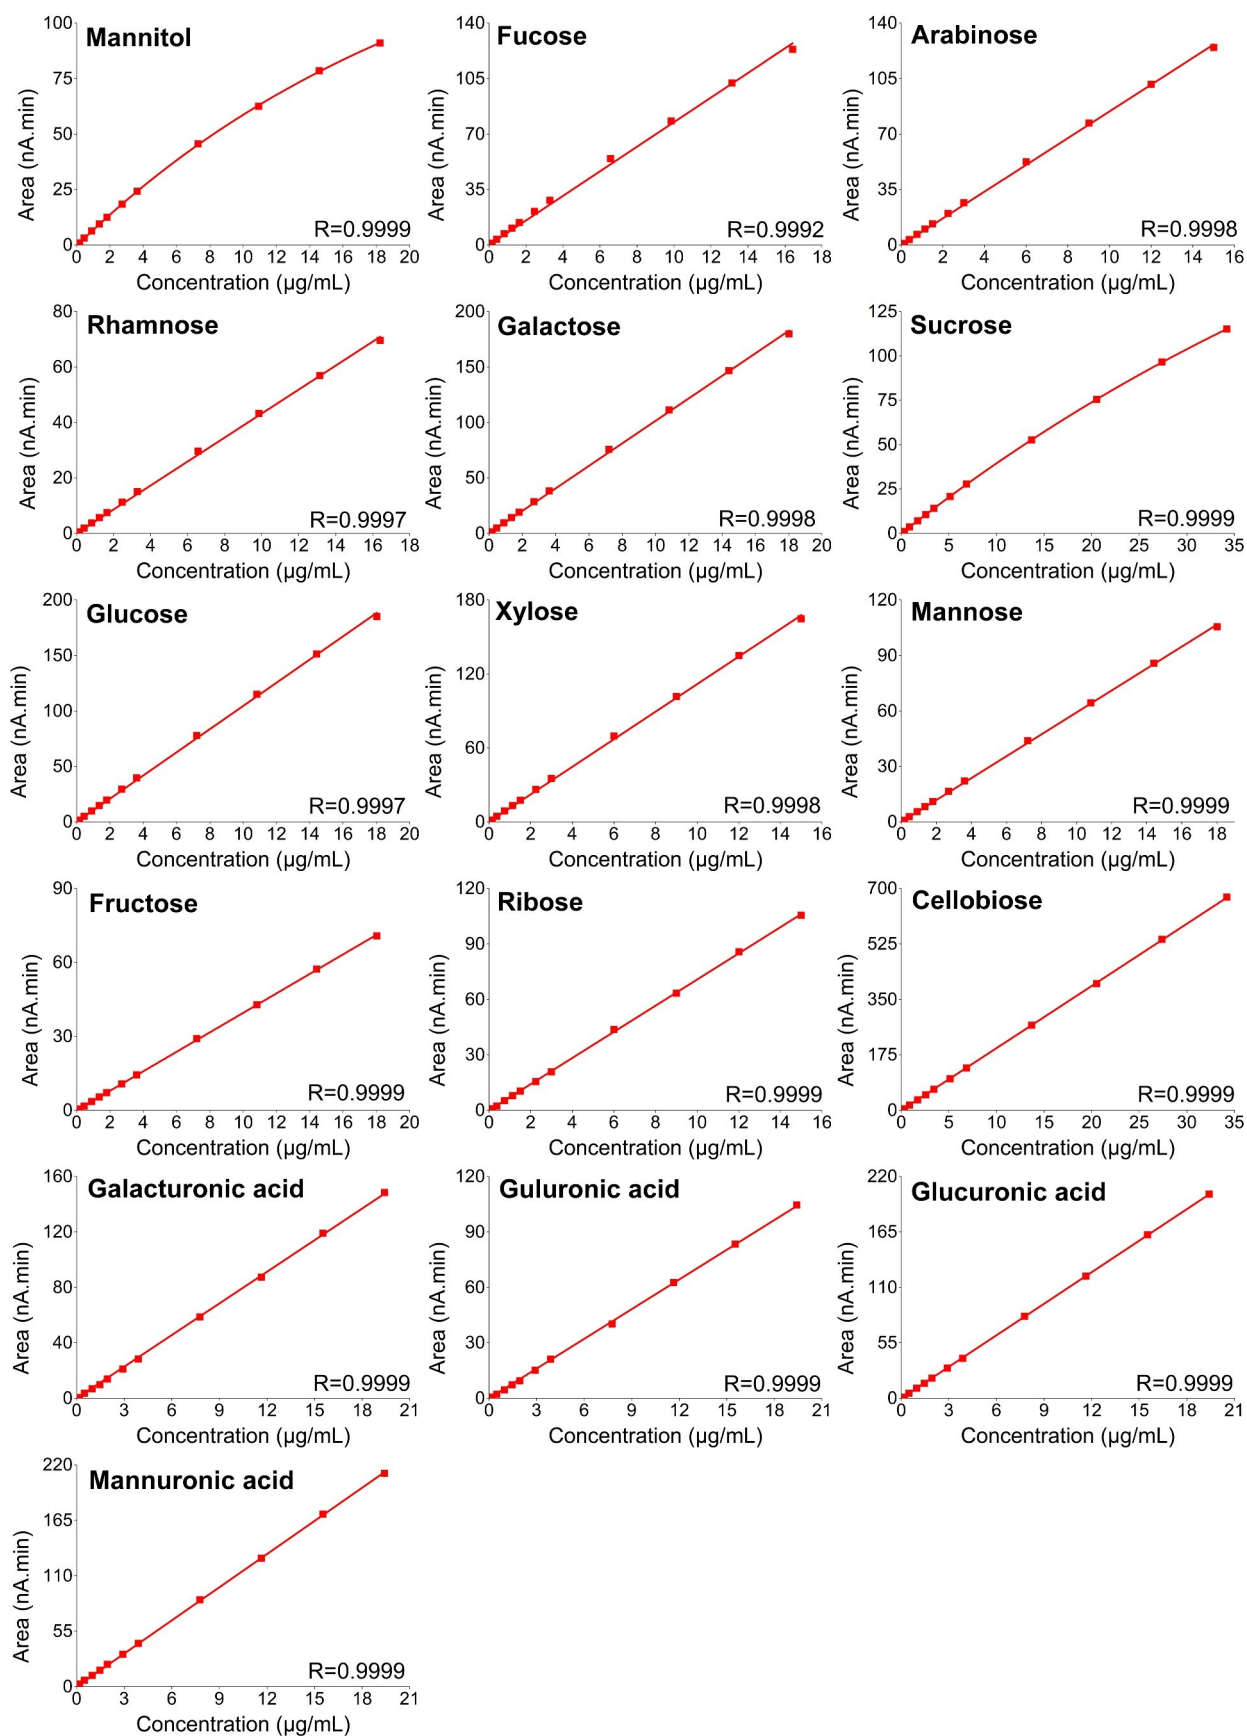 Mannitol
Area (nA.min)
100
75
50
25
0
R=0.9999
0 2 4 6 8 10 12 14 16 18 20
Concentration (µg/mL)
Fucose
Area (nA.min)
140
105
70
35
0
R=0.9992
0 2 4 6 8 10 12 14 16 18
Concentration (µg/mL)
Arabinose
Area (nA.min)
140
105
70
35
0
R=0.9998
0 2 4 6 8 10 12 14 16
Concentration (µg/mL)
Rhamnose
Area (nA.min)
80
60
40
20
0
R=0.9997
0 2 4 6 8 10 12 14 16 18
Concentration (µg/mL)
Galactose
Area (nA.min)
200
150
100
50
0
R=0.9998
0 2 4 6 8 10 12 14 16 18 20
Concentration (µg/mL)
Sucrose
Area (nA.min)
125
100
75
50
25
0
R=0.9999
0 5 10 15 20 25 30 35
Concentration (µg/mL)
Glucose
Area (nA.min)
200
150
100
50
0
R=0.9997
0 2 4 6 8 10 12 14 16 18 20
Concentration (µg/mL)
Xylose
Area (nA.min)
180
120
60
0
R=0.9998
0 2 4 6 8 10 12 14 16
Concentration (µg/mL)
Mannose
Area (nA.min)
120
90
60
30
0
R=0.9999
0 2 4 6 8 10 12 14 16 18
Concentration (µg/mL)
Fructose
Area (nA.min)
90
60
30
0
R=0.9999
0 2 4 6 8 10 12 14 16 18 20
Concentration (µg/mL)
Ribose
Area (nA.min)
120
90
60
30
0
R=0.9999
0 2 4 6 8 10 12 14 16
Concentration (µg/mL)
Cellobiose
Area (nA.min)
700
525
350
175
0
R=0.9999
0 5 10 15 20 25 30 35
Concentration (µg/mL)
Galacturonic acid
Area (nA.min)
160
120
80
40
0
R=0.9999
0 3 6 9 12 15 18 21
Concentration (µg/mL)
Guluronic acid
Area (nA.min)
120
90
60
30
0
R=0.9999
0 3 6 9 12 15 18 21
Concentration (µg/mL)
Glucuronic acid
Area (nA.min)
220
165
110
55
0
R=0.9999
0 3 6 9 12 15 18 21
Concentration (µg/mL)
Mannuronic acid
Area (nA.min)
220
165
110
55
0
R=0.9999
0 3 6 9 12 15 18 21
Concentration (µg/mL)